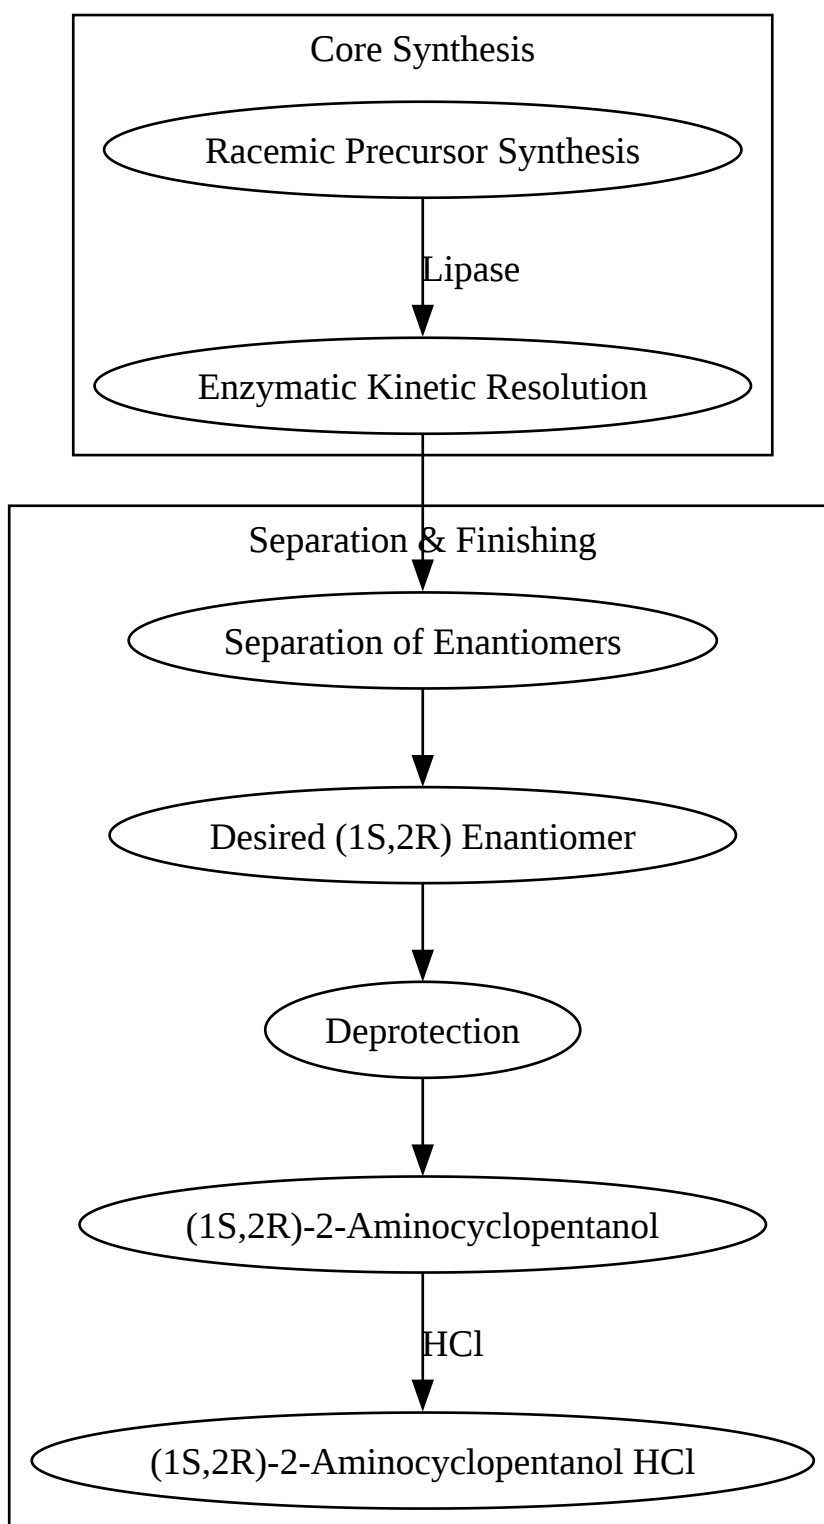 Core Synthesis
Racemic Precursor Synthesis
Lipase
Enzymatic Kinetic Resolution
Separation & Finishing
Separation of Enantiomers
Desired (1S,2R) Enantiomer
Deprotection
(1S,2R)-2-Aminocyclopentanol
HCl
(1S,2R)-2-Aminocyclopentanol HCl